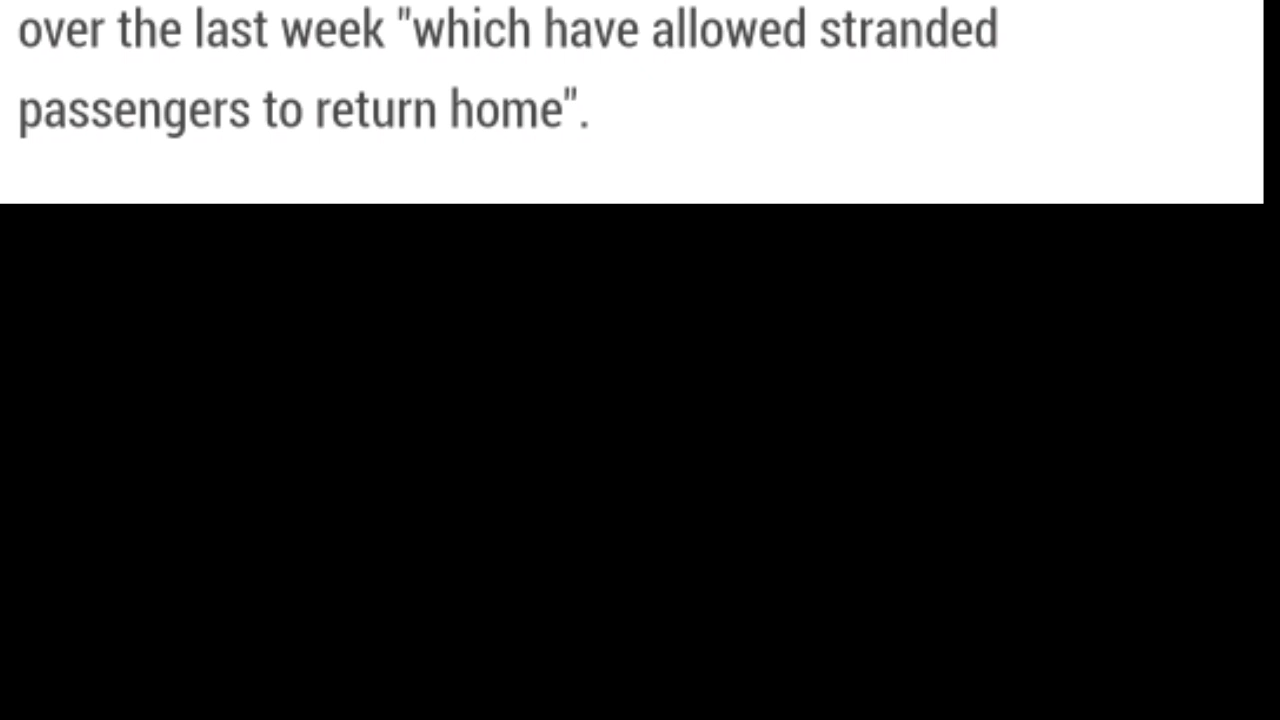 over the last week "which have allowed stranded
passengers to return home".